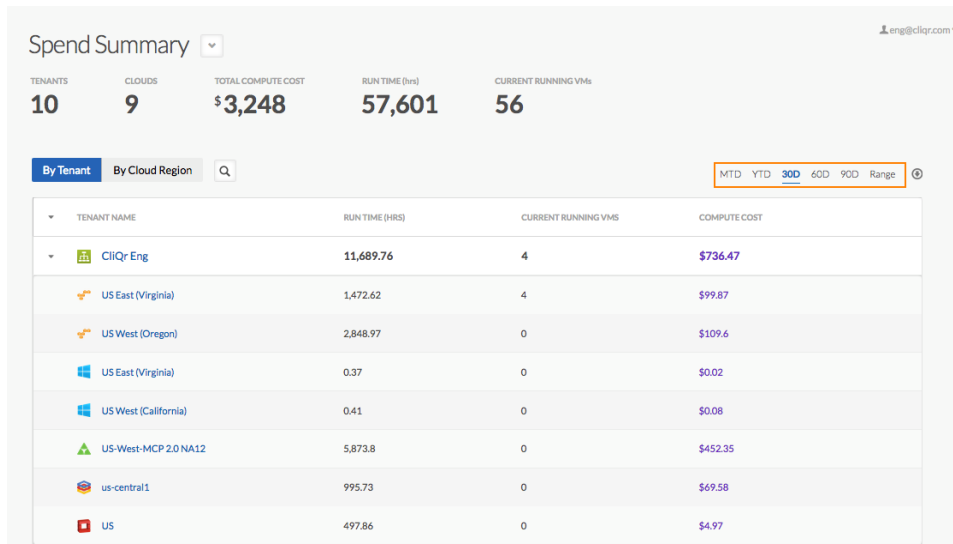 eng@cliqr.com
Spend Summary
TENANTS CLOUDS TOTAL COMPUTE COST RUN TIME (hrs) CURRENT RUNNING VMs
10 9 $3,248 57,601 56
By Tenant By Cloud Region MTD YTD 30D 60D 90D Range
TENANT NAME RUN TIME (HRS) CURRENT RUNNING VMS COMPUTE COST
CliQr Eng 11,689.76 4 $736.47
US East (Virginia) 1,472.62 4 $99.87
US West (Oregon) 2,848.97 0 $109.6
US East (Virginia) 0.37 0 $0.02
US West (California) 0.41 0 $0.08
US-West-MCP 2.0 NA12 5,873.8 0 $452.35
us-central1 995.73 0 $69.58
US 497.86 0 $4.97